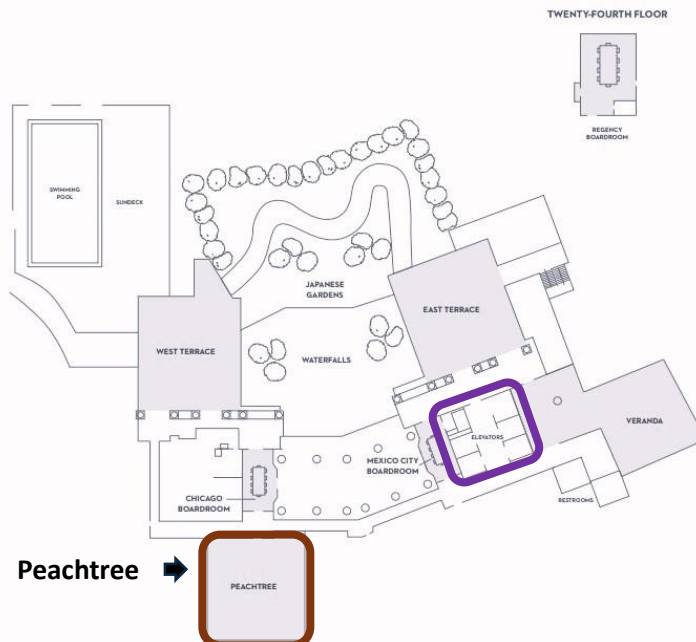 TWENTY-FOURTH FLOOR
REGENCY
BOARDROOM
SWIMMING
POOL
SUNDECK
JAPANESE
GARDENS
EAST TERRACE
WEST TERRACE
WATERFALLS
VERANDA
ELEVATORS
MEXICO CITY
BOARDROOM
CHICAGO
BOARDROOM
RESTROOMS
Peachtree
PEACHTREE